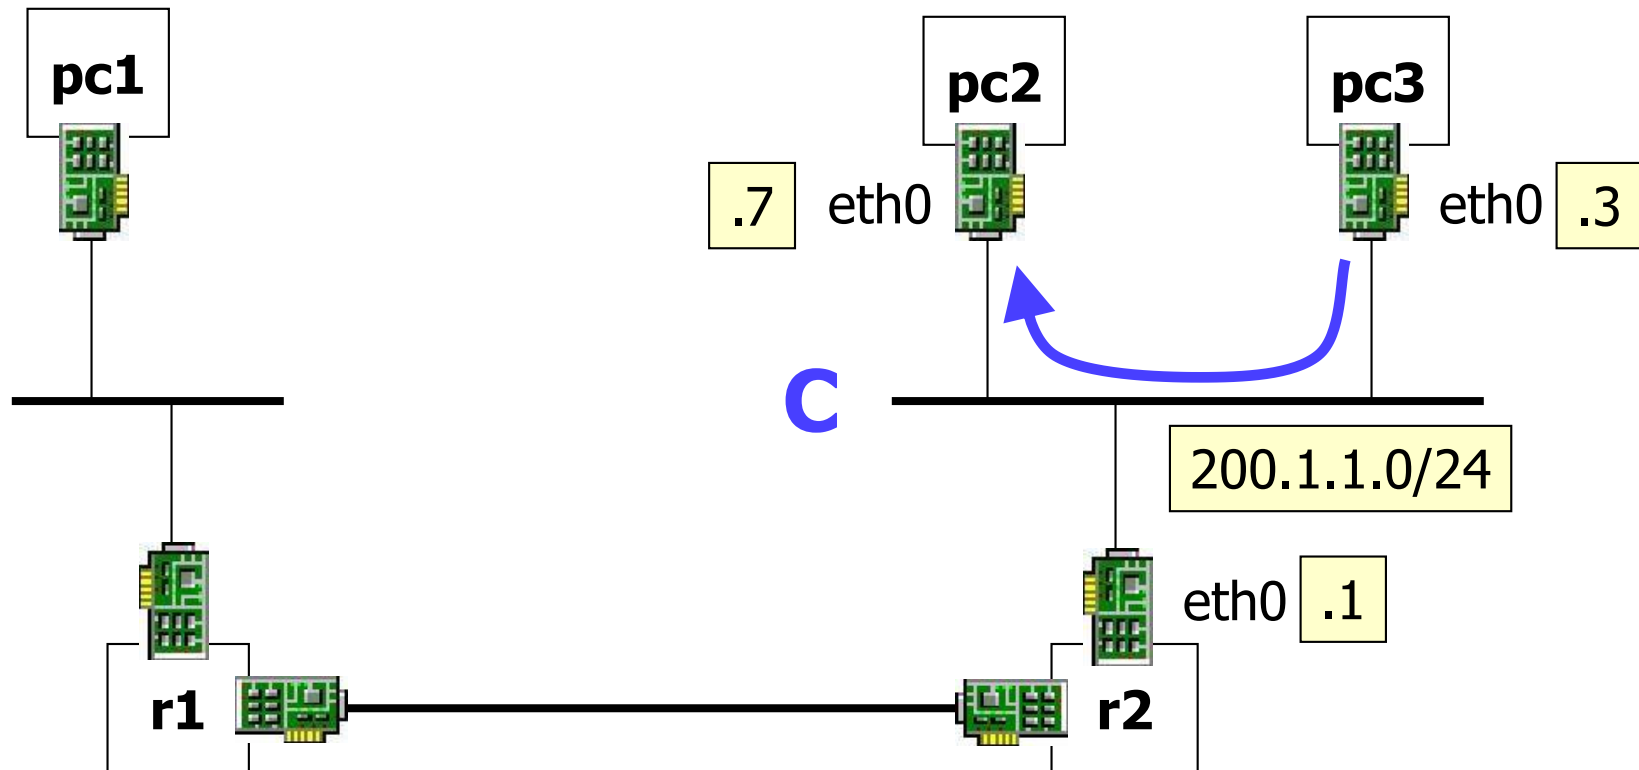 pc1
pc2
pc3
.7
eth0
eth0
.3
C
200.1.1.0/24
eth0
.1
r1
r2